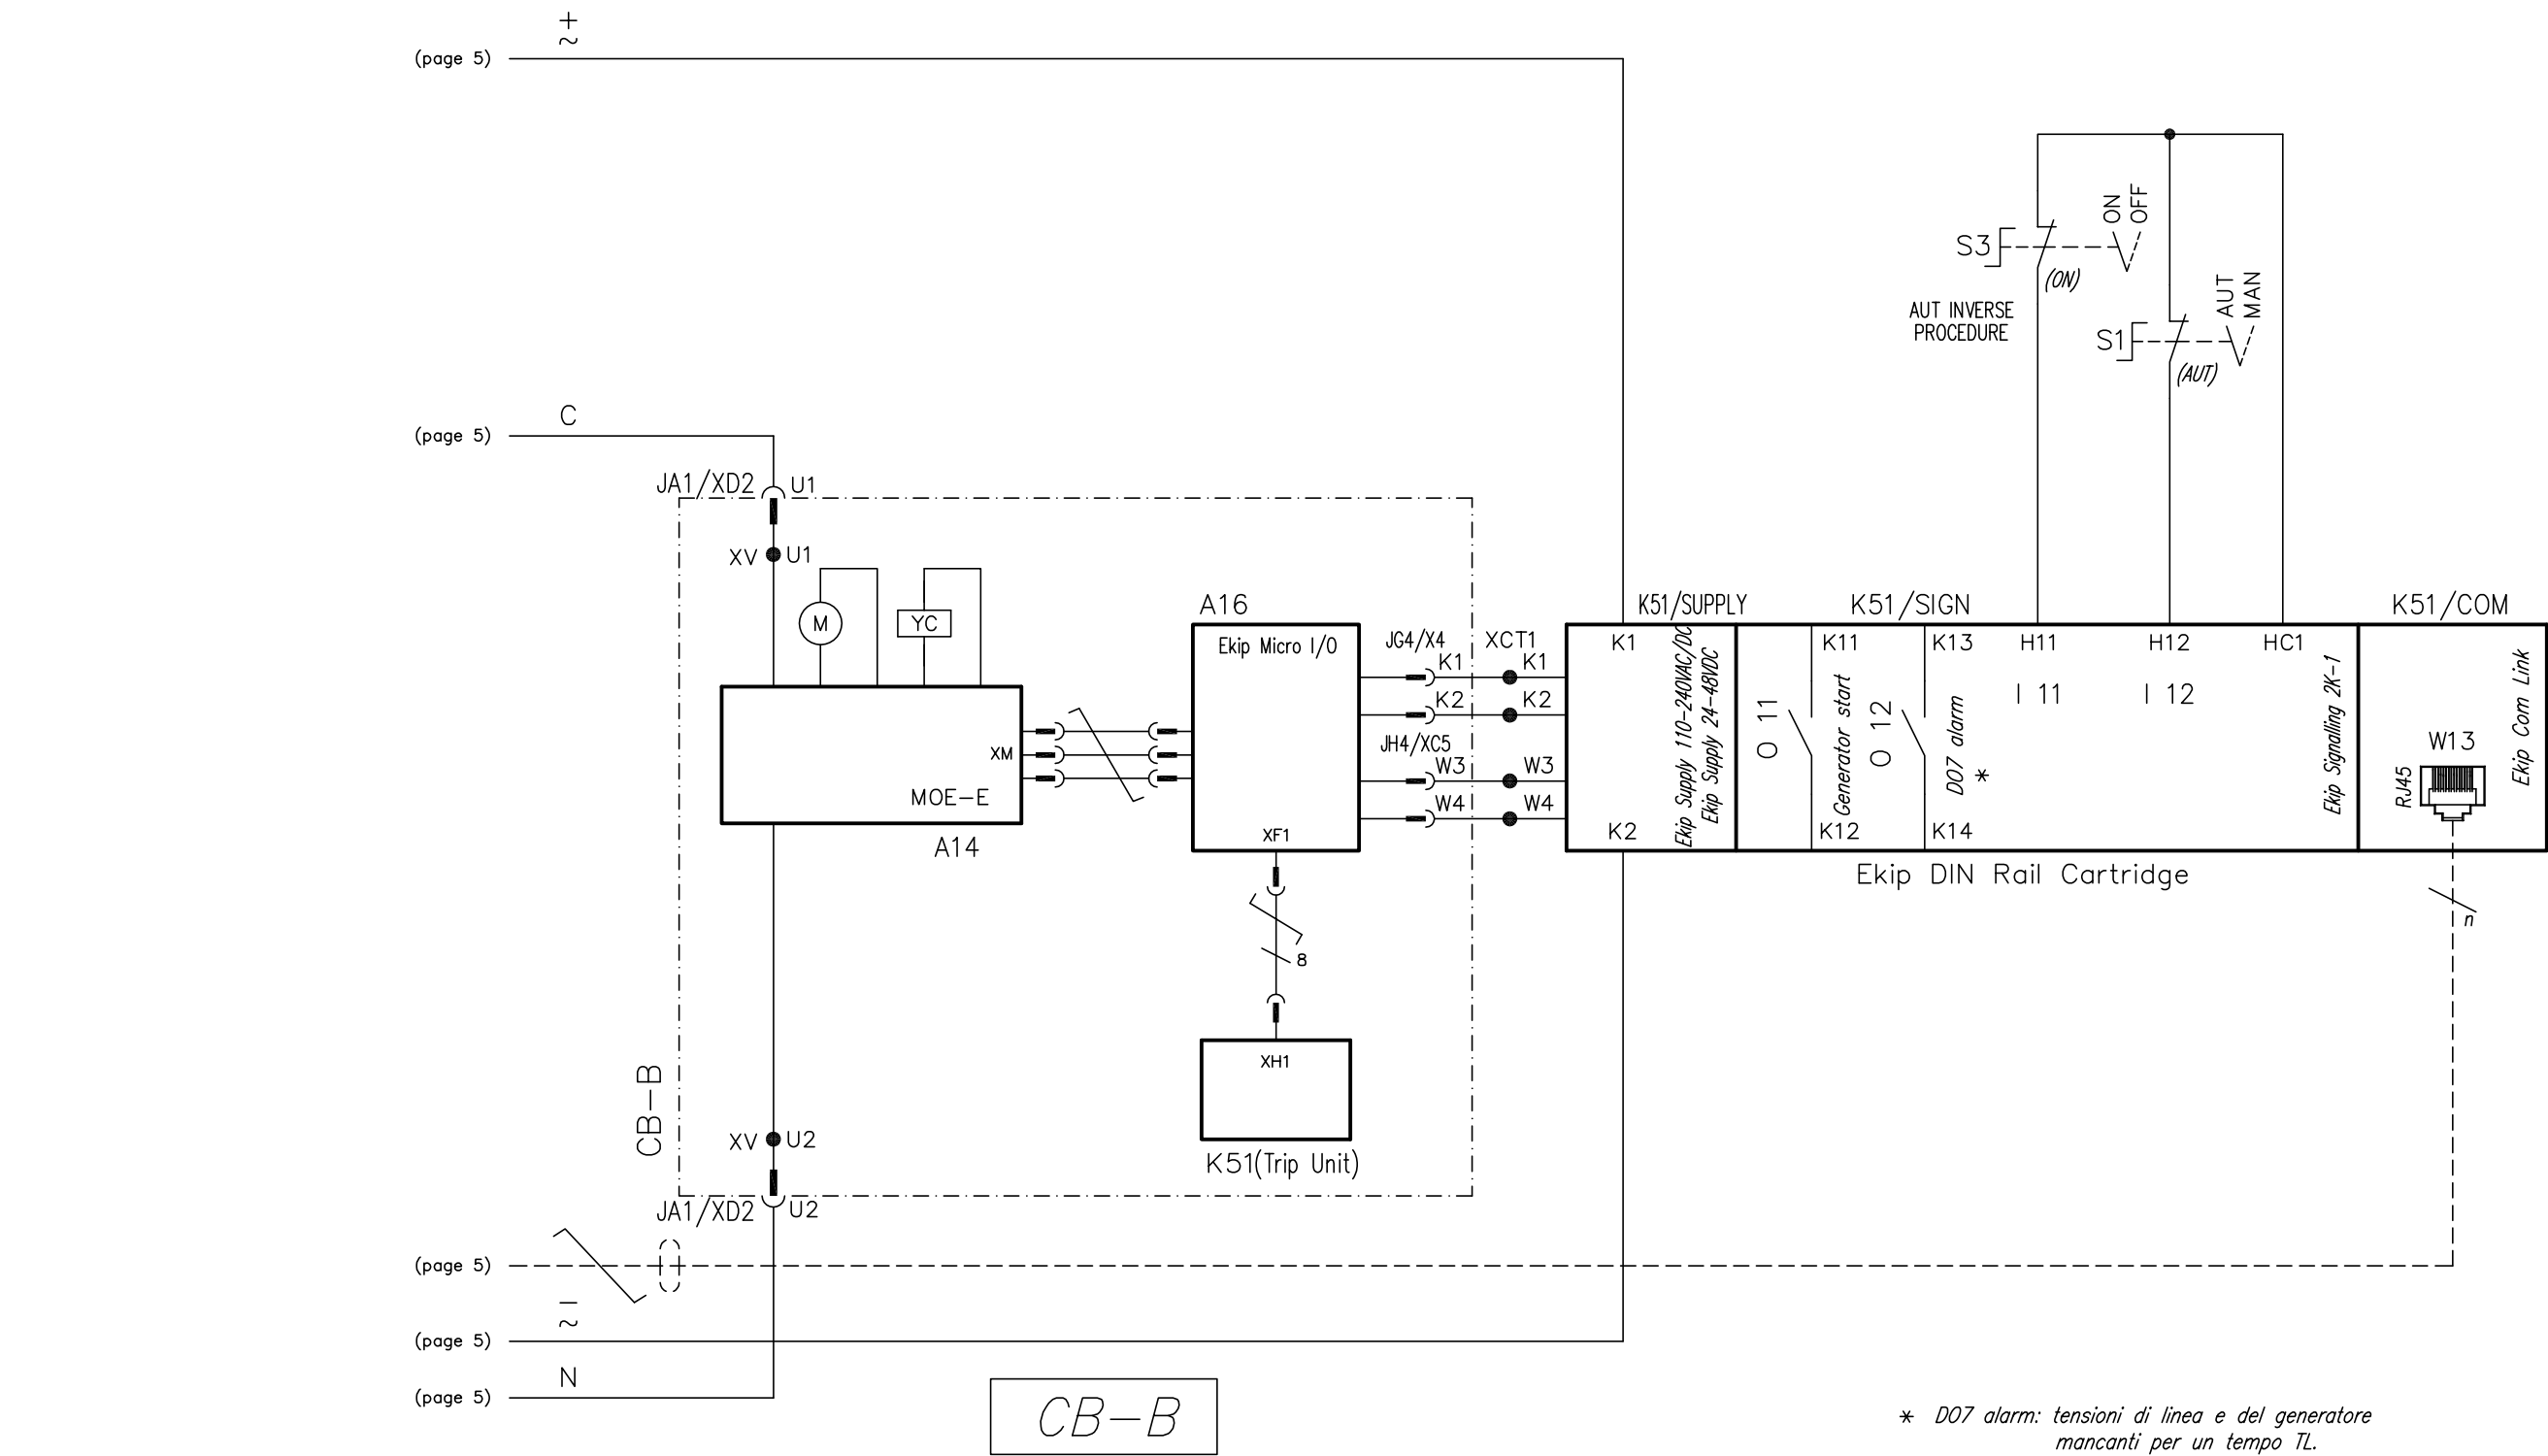 +
~
(page 5)
ON
OFF
S3
(ON)
AUT
MAN
AUT INVERSE
PROCEDURE
S1
(AUT)
C
(page 5)
JA1/XD2
U1
XV
U1
M
YC
XM
MOE-E
A14
A16
Ekip Micro I/O
XF1
JG4/X4
XCT1
K1
K1
K2
K2
JH4/XC5
W3
W3
W4
W4
K51/SUPPLY
K1
K2
Ekip Supply 110-240VAC/DC
Ekip Supply 24-48VDC
K51/SIGN
K11
K13
H11
H12
HC1
I 11
I 12
O 11
Generator start
O 12
DO7 alarm
*
K12
K14
Ekip Signalling 2K-1
K51/COM
W13
RJ45
Ekip Com Link
Ekip DIN Rail Cartridge
n
8
XH1
K51(Trip Unit)
CB-B
XV
U2
JA1/XD2
U2
(page 5)
-
~
(page 5)
N
(page 5)
CB-B
* DO7 alarm: tensioni di linea e del generatore
mancanti per un tempo TL.